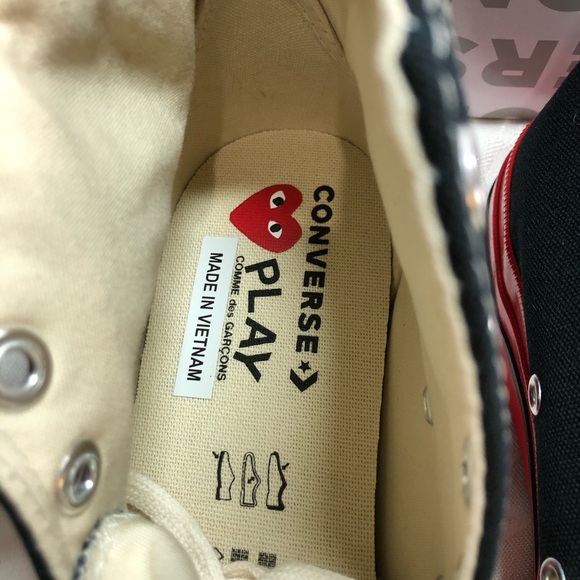 CONVERSE
PLAY
COMME des GARÇONS
MADE IN VIETNAM